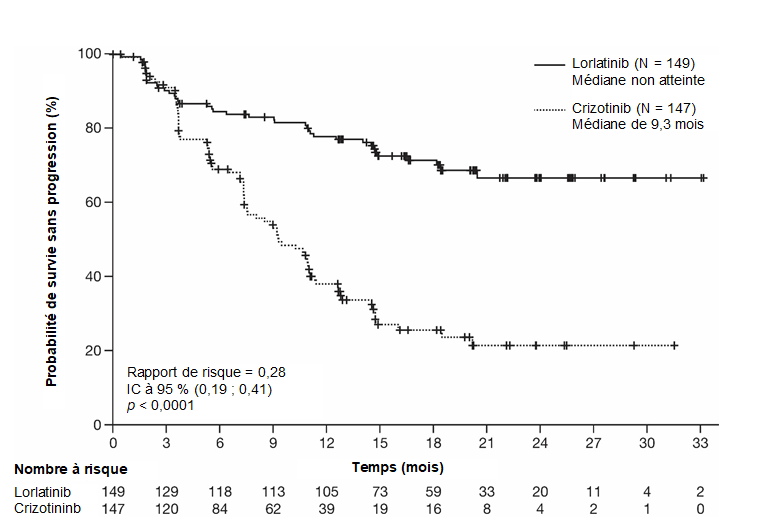 Lorlatinib (N = 149)
Médiane non atteinte
Crizotinib (N = 147)
Médiane de 9,3 mois
Probabilité de survie sans progression (%)
100
80
60
40
20
0
Rapport de risque = 0,28
IC à 95 % (0,19 ; 0,41)
p < 0,0001
0 3 6 9 12 15 18 21 24 27 30 33
Temps (mois)
Nombre à risque
Lorlatinib 149 129 118 113 105 73 59 33 20 11 4 2
Crizotininb 147 120 84 62 39 19 16 8 4 2 1 0